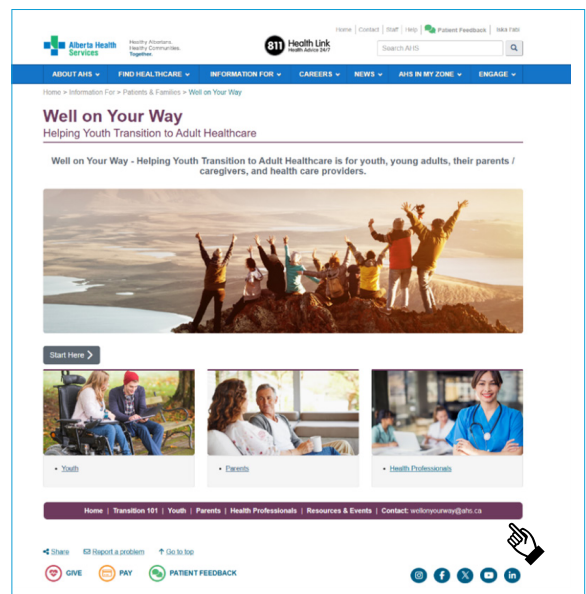 Home | Contact | Staff | Help | Patient Feedback
Alberta Health
Services
Healthy Albertans.
Healthy Communities.
Together.
811 Health Link
Health Advice 24/7
Search AHS
ABOUT AHS
FIND HEALTHCARE
INFORMATION FOR
CAREERS
NEWS
AHS IN MY ZONE
ENGAGE
Home > Information For > Patients & Families > Well on Your Way
Well on Your Way
Helping Youth Transition to Adult Healthcare
Well on Your Way - Helping Youth Transition to Adult Healthcare is for youth, young adults, their parents /
caregivers, and health care providers.
Start Here
Youth
Parents
Health Professionals
Home | Transition 101 | Youth | Parents | Health Professionals | Resources & Events | Contact: wellonyourway@ahs.ca
Share
Report a problem
Go to top
GIVE
PAY
PATIENT FEEDBACK